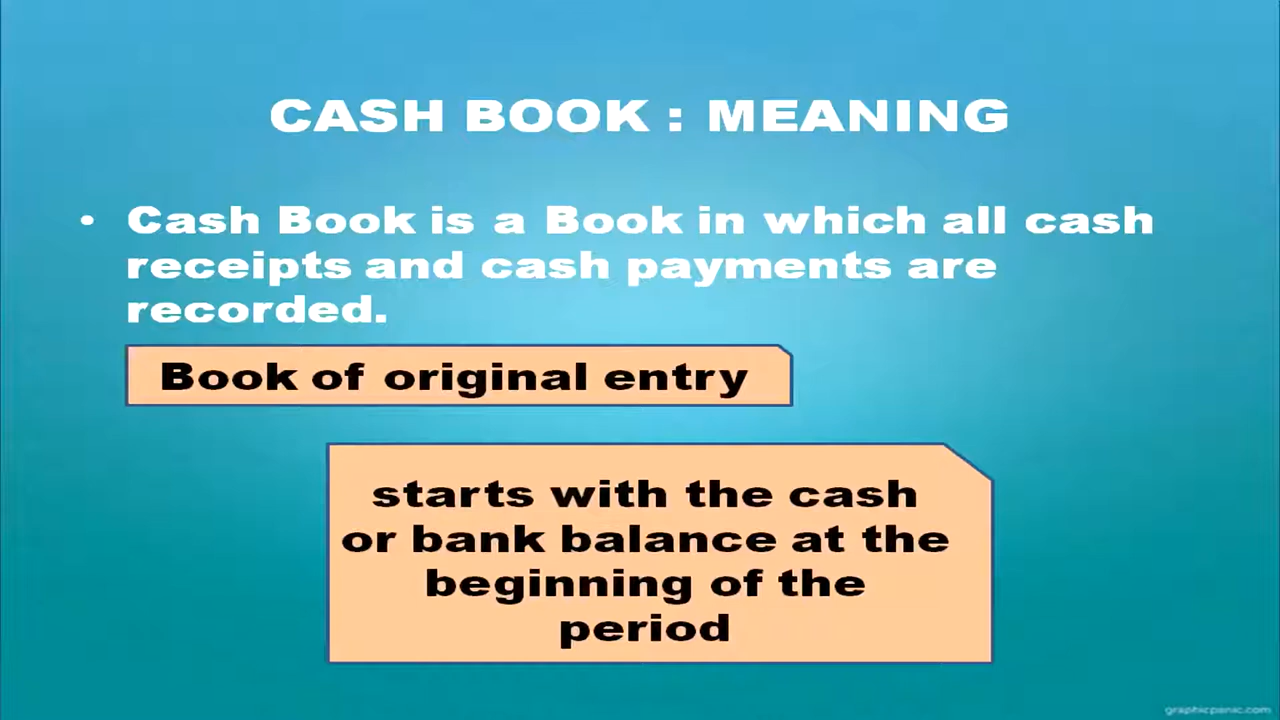 CASH BOOK : MEANING
• Cash Book is a Book in which all cash
receipts and cash payments are
recorded.
Book of original entry
starts with the cash
or bank balance at the
beginning of the
period
graphicpanic.com